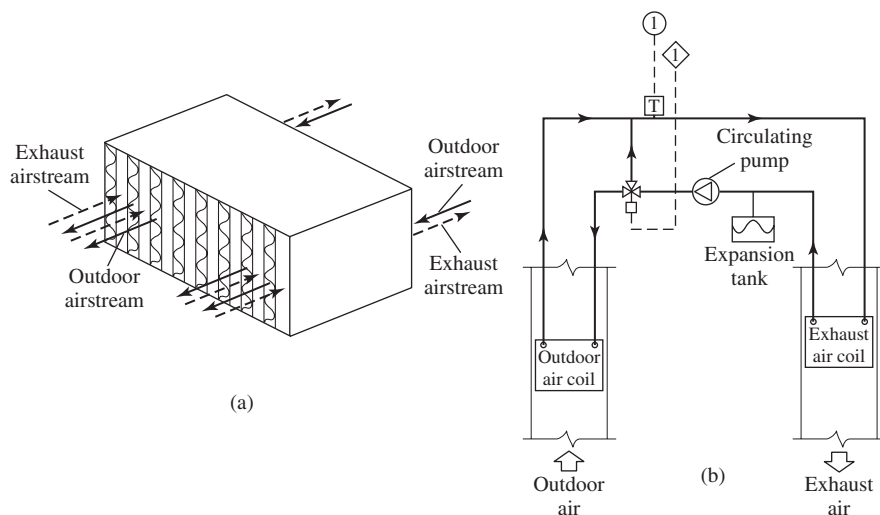 Exhaust
airstream
Outdoor
airstream
Outdoor
airstream
Exhaust
airstream
(a)
1
1
T
Circulating
pump
Expansion
tank
Outdoor
air coil
Exhaust
air coil
Outdoor
air
(b)
Exhaust
air